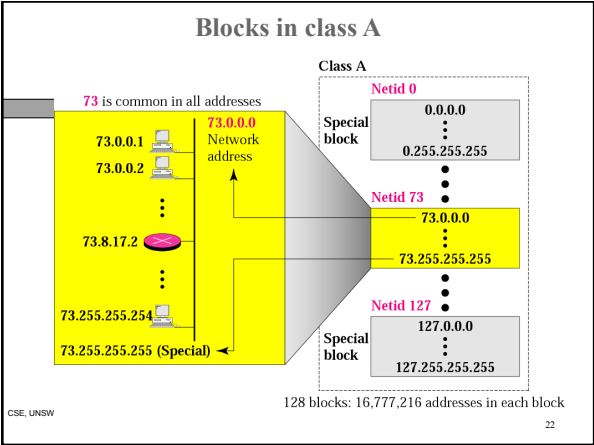 Blocks in class A
73 is common in all addresses
73.0.0.0
Network
address
73.0.0.1
73.0.0.2
73.8.17.2
73.255.255.254
73.255.255.255 (Special)
Class A
Netid 0
Special
block
0.0.0.0
0.255.255.255
Netid 73
73.0.0.0
73.255.255.255
Netid 127
Special
block
127.0.0.0
127.255.255.255
128 blocks: 16,777,216 addresses in each block
CSE, UNSW
22